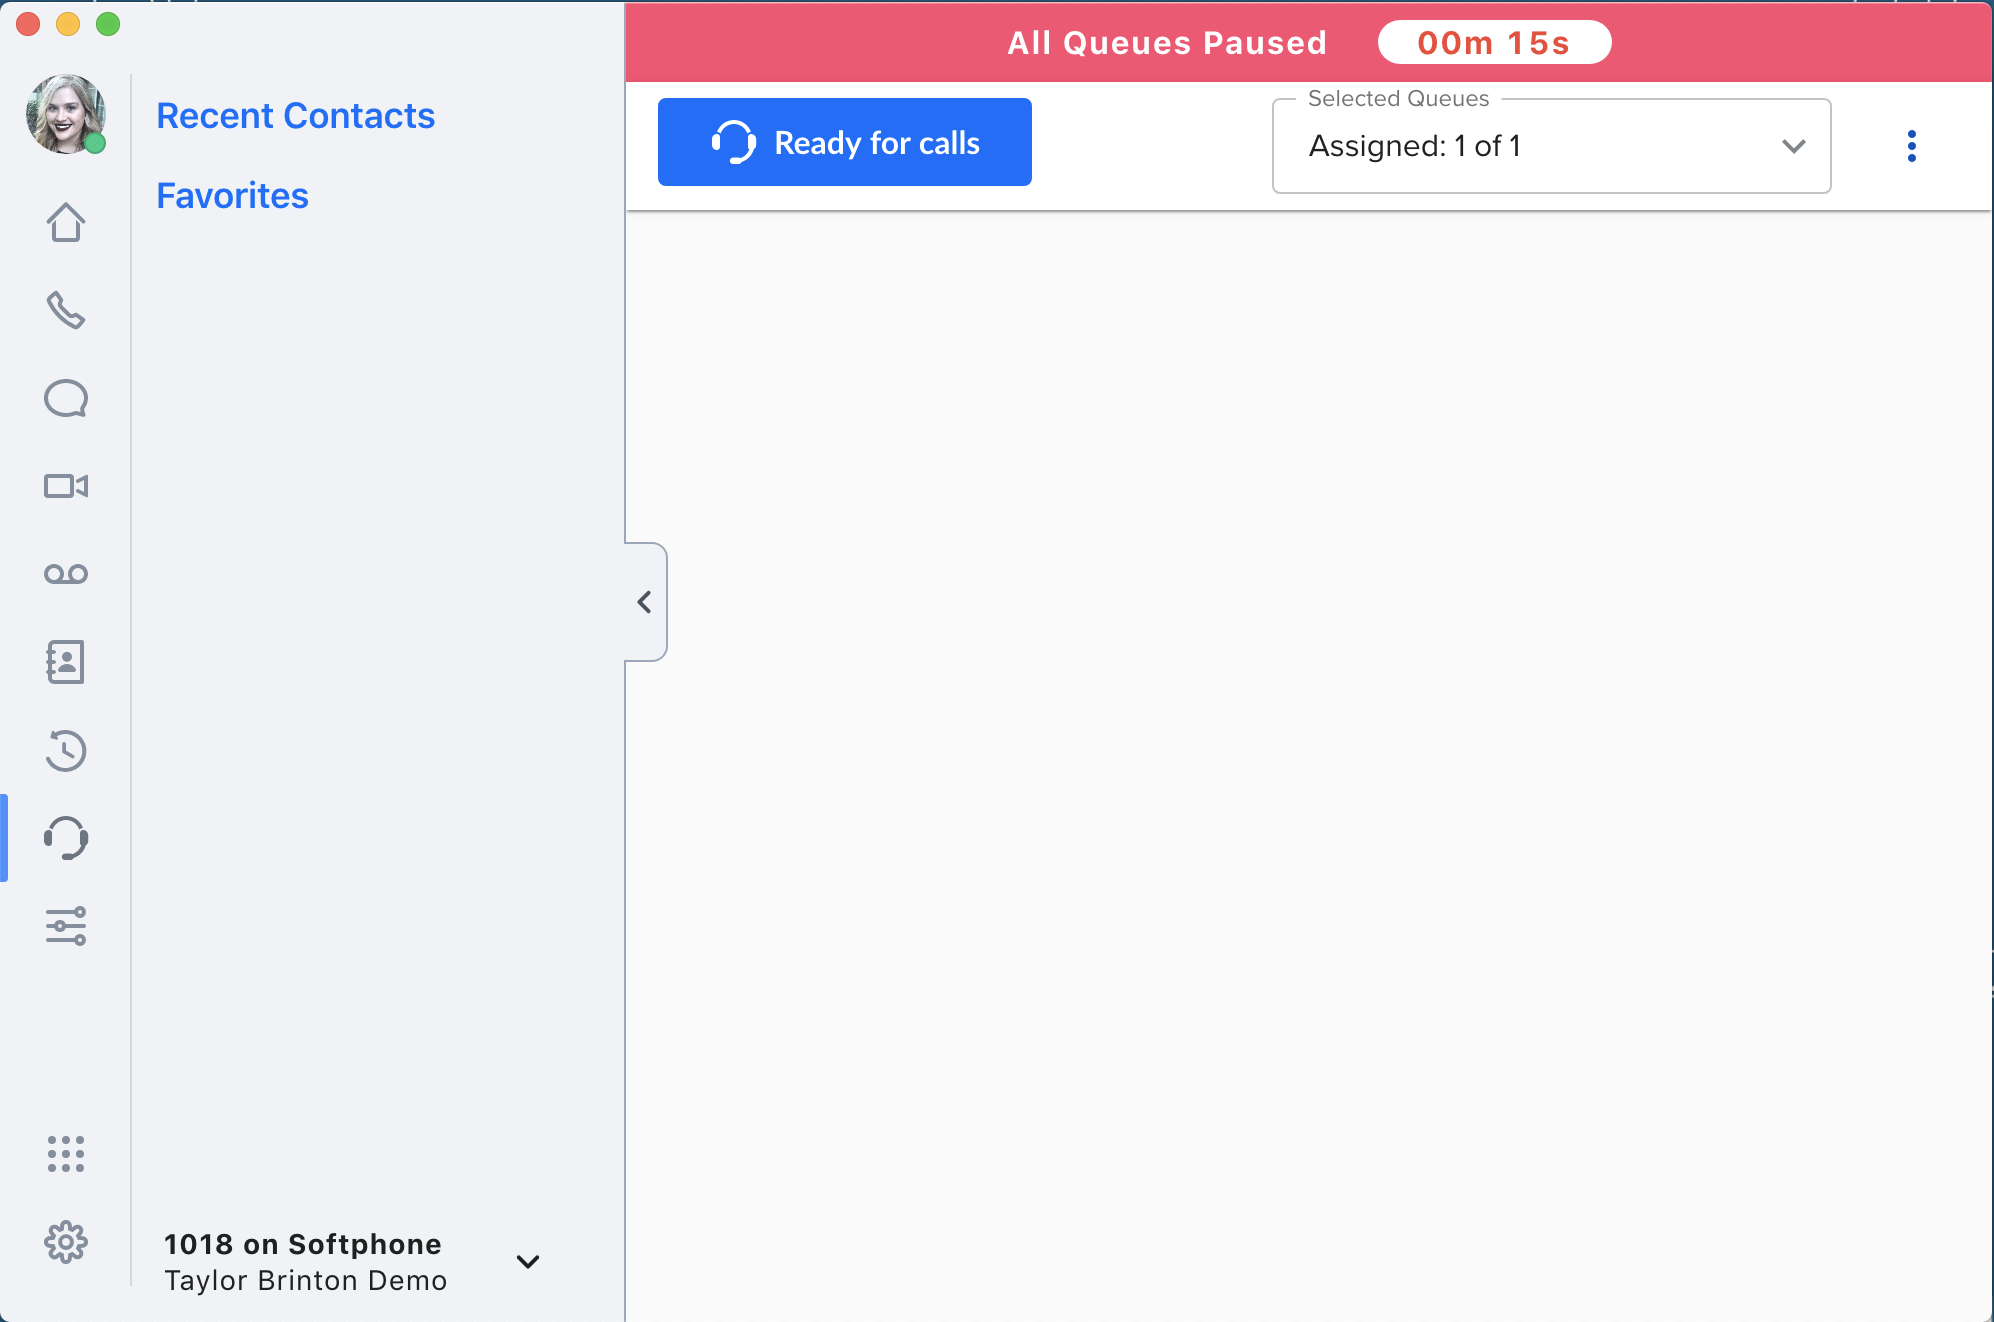 All Queues Paused 00m 15s
Recent Contacts
Favorites
Ready for calls
Selected Queues
Assigned: 1 of 1
1018 on Softphone
Taylor Brinton Demo